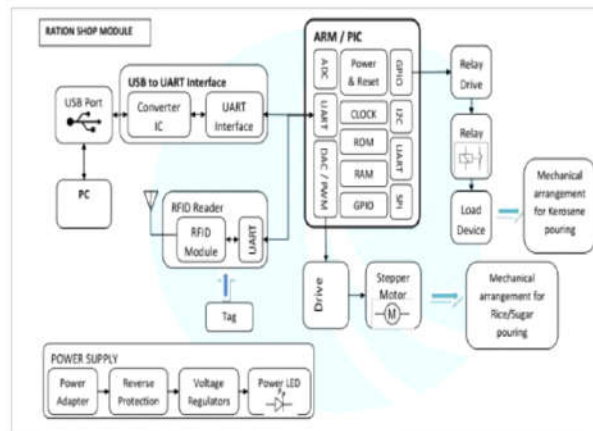 RATION SHOP MODULE
ARM / PIC
USB to UART Interface
USB Port
Converter
IC
UART
Interface
PC
ADC
UART
DAC / PWM
Power
& Reset
CLOCK
ROM
RAM
GPIO
GPIO
I2C
UART
SPI
Relay
Drive
Relay
Load
Device
Mechanical
arrangement
for Kerosene
pouring
RFID Reader
RFID
Module
UART
Tag
Drive
Stepper
Motor
M
Mechanical
arrangement for
Rice/Sugar
pouring
POWER SUPPLY
Power
Adapter
Reverse
Protection
Voltage
Regulators
Power LED